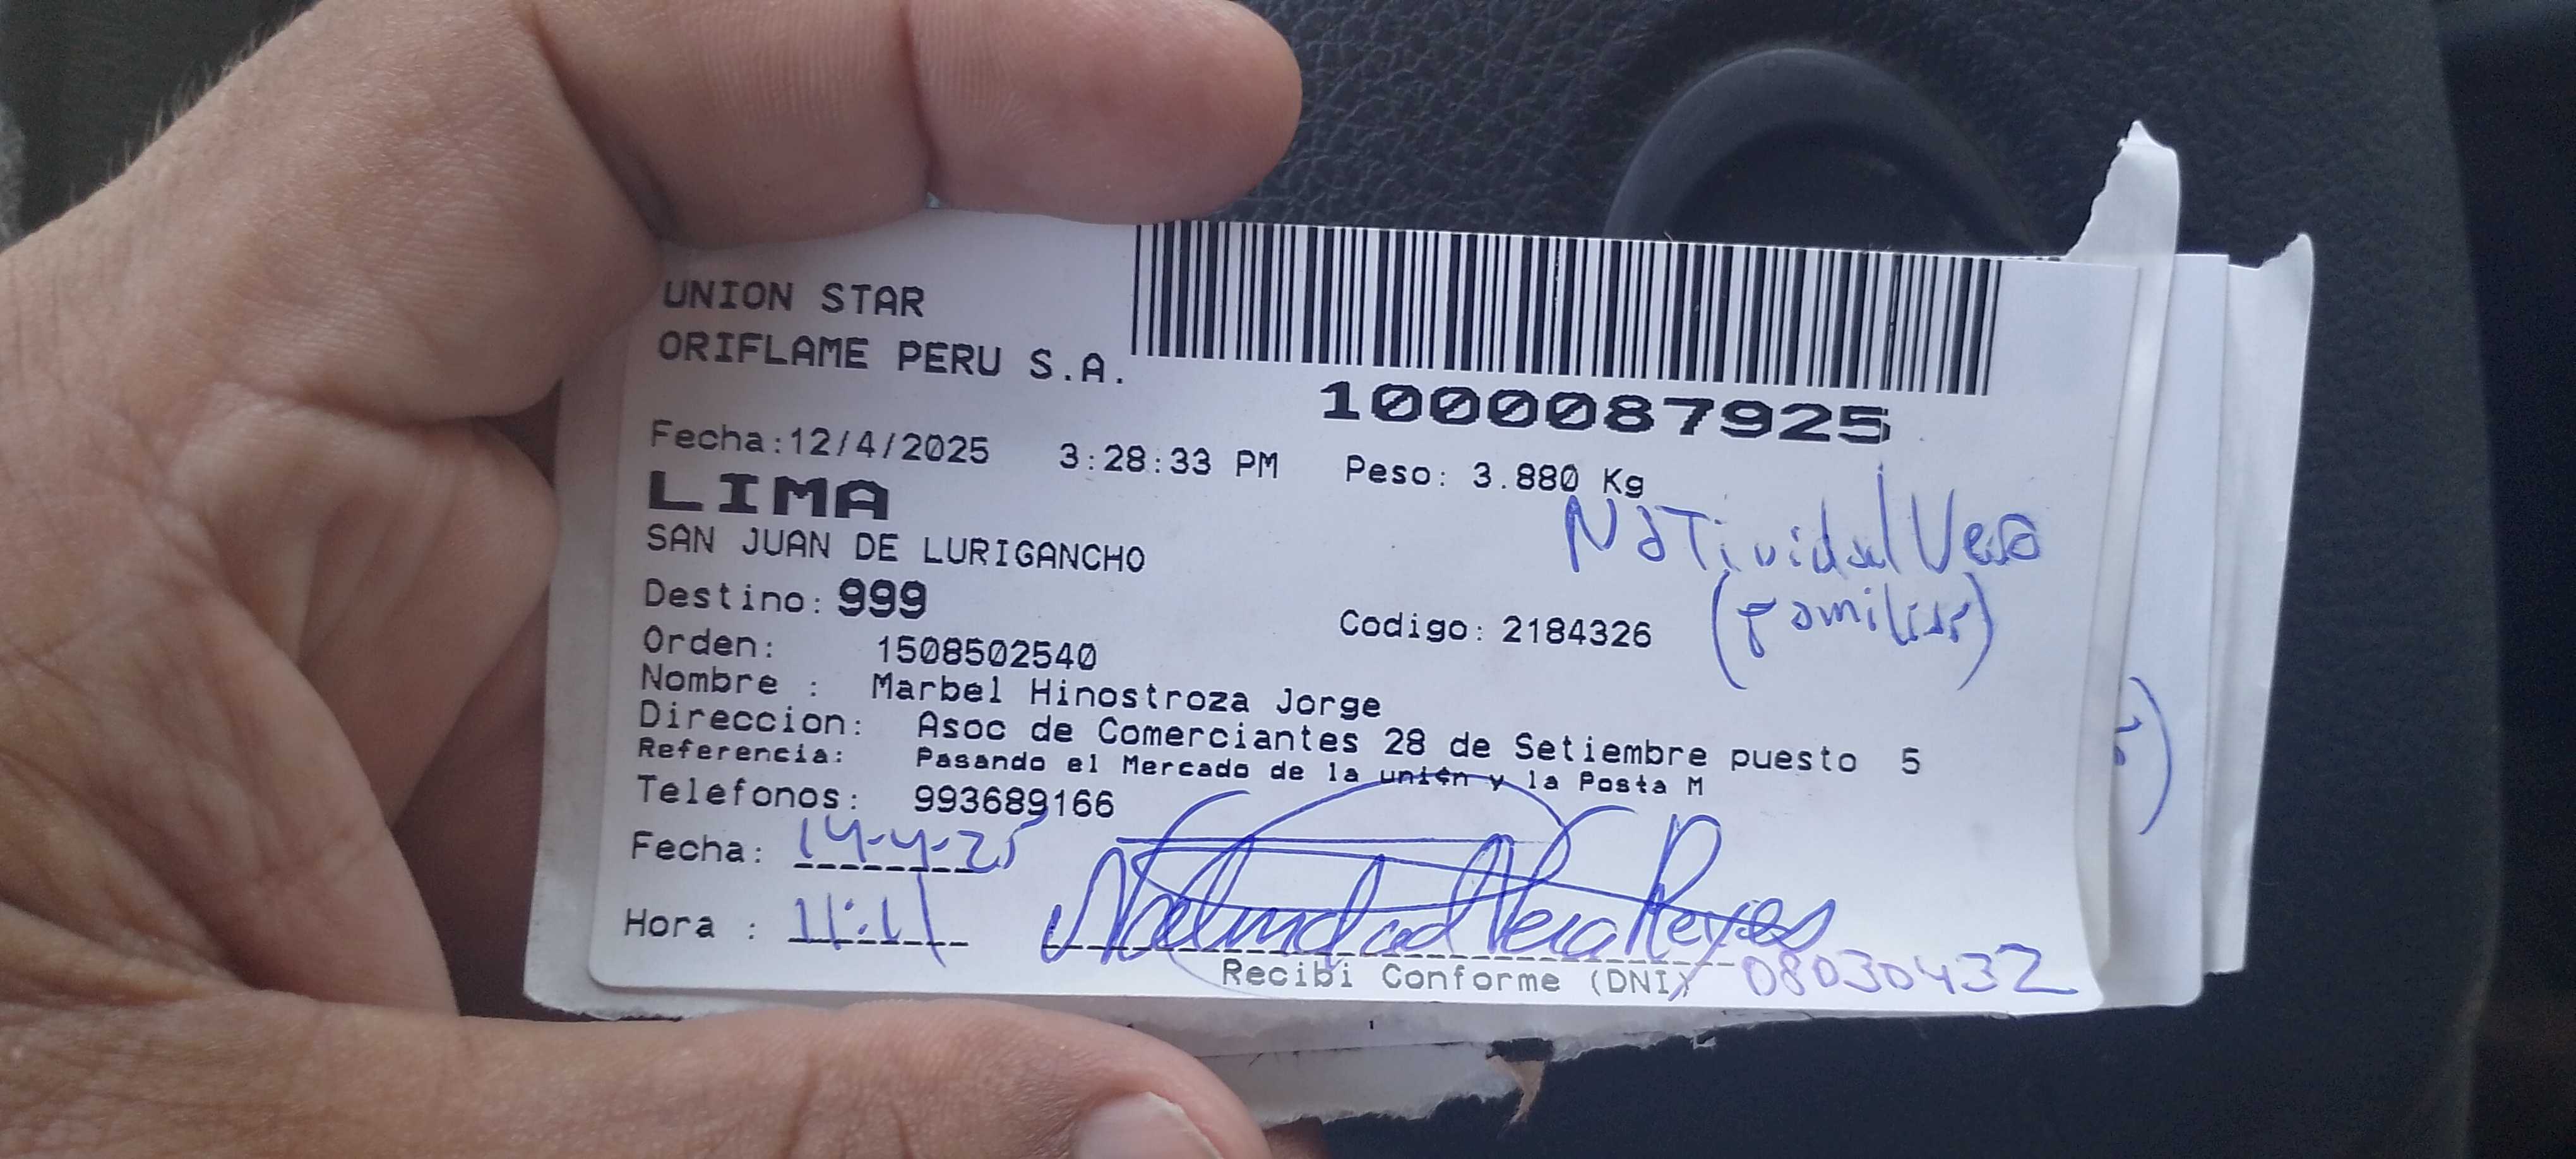 UNION STAR
ORIFLAME PERU S.A.
1000087925
Fecha:12/4/2025 3:28:33 PM Peso: 3.880 Kg
LIMA
Natividad Vera
SAN JUAN DE LURIGANCHO
(familiar)
Destino: 999
Codigo: 2184326
Orden: 1508502540
Nombre : Marbel Hinostroza Jorge
Direccion: Asoc de Comerciantes 28 de Setiembre puesto 5
Referencia: Pasando el Mercado de la unión y la Posta M
Telefonos: 993689166
Fecha: 14-4-25
Hora : 11:11 Natividad Vera Reyes
Recibi Conforme (DNI) 08030432